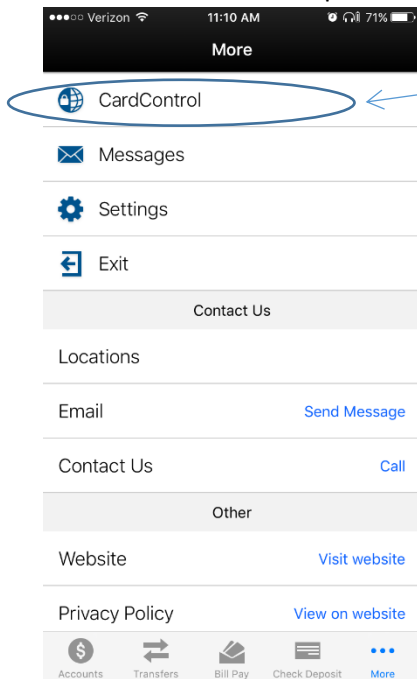 Verizon 11:10 AM 71%
More
CardControl
Messages
Settings
Exit
Contact Us
Locations
Email Send Message
Contact Us Call
Other
Website Visit website
Privacy Policy View on website
$
Accounts Transfers Bill Pay Check Deposit More